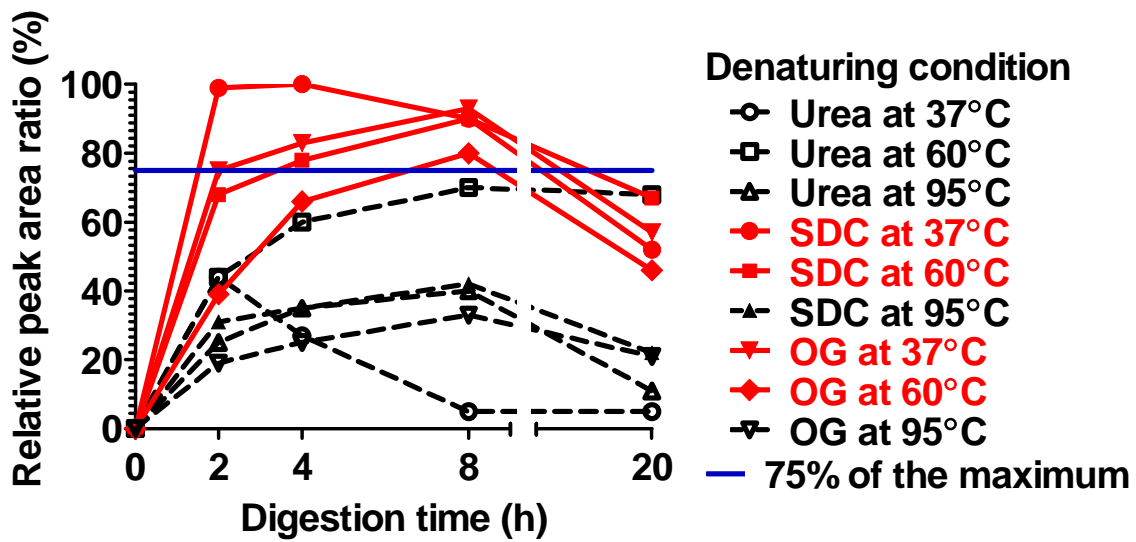 Relative peak area ratio (%)
100
80
60
40
20
0
0 2 4 8 20
Digestion time (h)
Denaturing condition
Urea at 37°C
Urea at 60°C
Urea at 95°C
SDC at 37°C
SDC at 60°C
SDC at 95°C
OG at 37°C
OG at 60°C
OG at 95°C
75% of the maximum